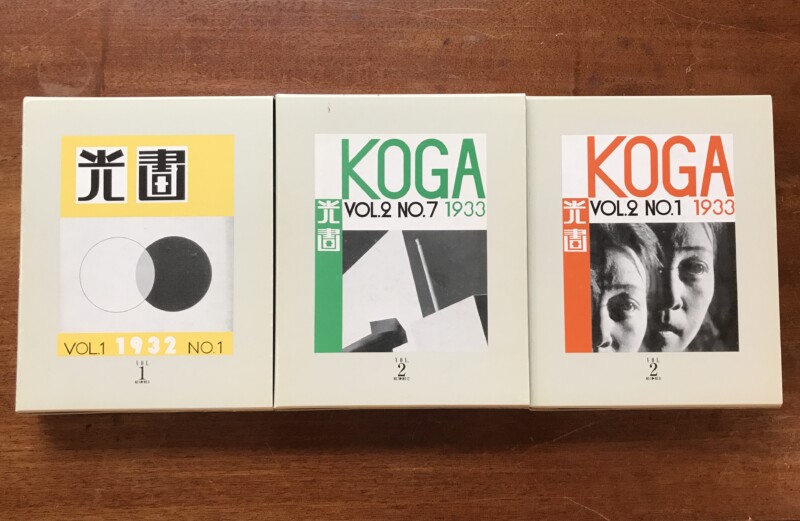 光畫
VOL.1 1932 NO.1
VOL.
1
KOGA
VOL.2 NO.7 1933
光畫
VOL.
2
KOGA
VOL.2 NO.1 1933
光畫
VOL.
2